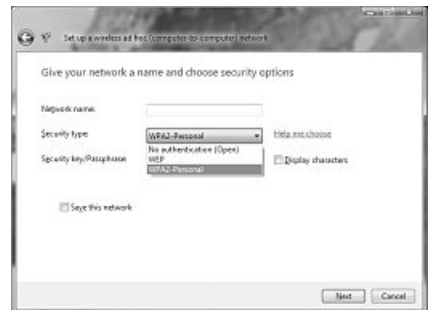 Set up a wireless ad hoc (computer-to-computer) network
Give your network a name and choose security options
Network name:
Security type: WPA2-Personal Help me choose
No authentication (Open)
Security key/Passphrase: WEP Display characters
WPA2-Personal
Save this network
Next Cancel